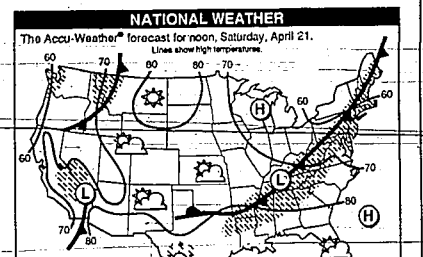 NATIONAL WEATHER
The Accu-Weather® forecast for noon, Saturday, April 21.
Lines show high temperatures.
60 70 80 80 70
60
H
60
60
60
70
L
L
80
H
70 80